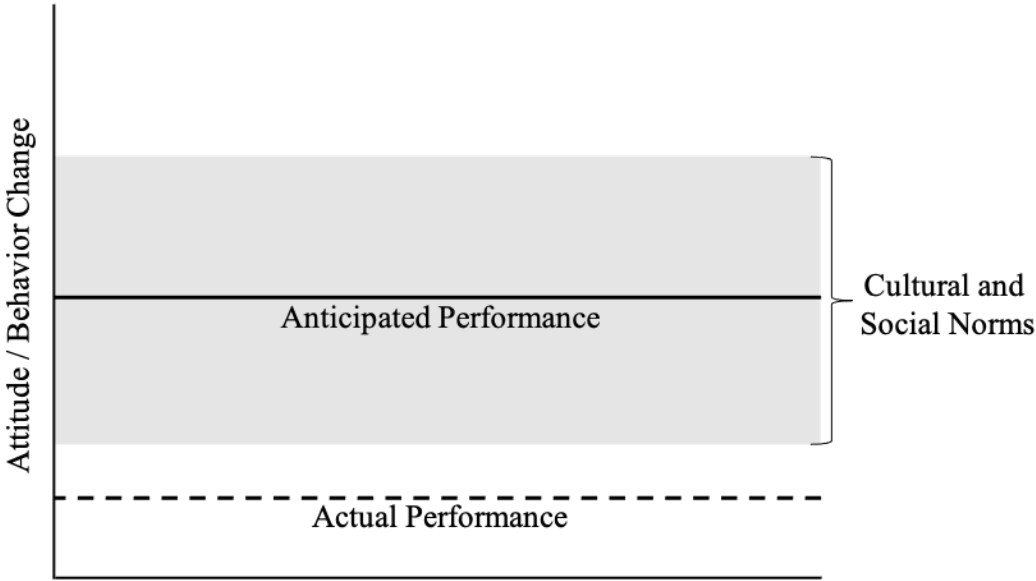 Attitude / Behavior Change
Anticipated Performance
Cultural and
Social Norms
Actual Performance